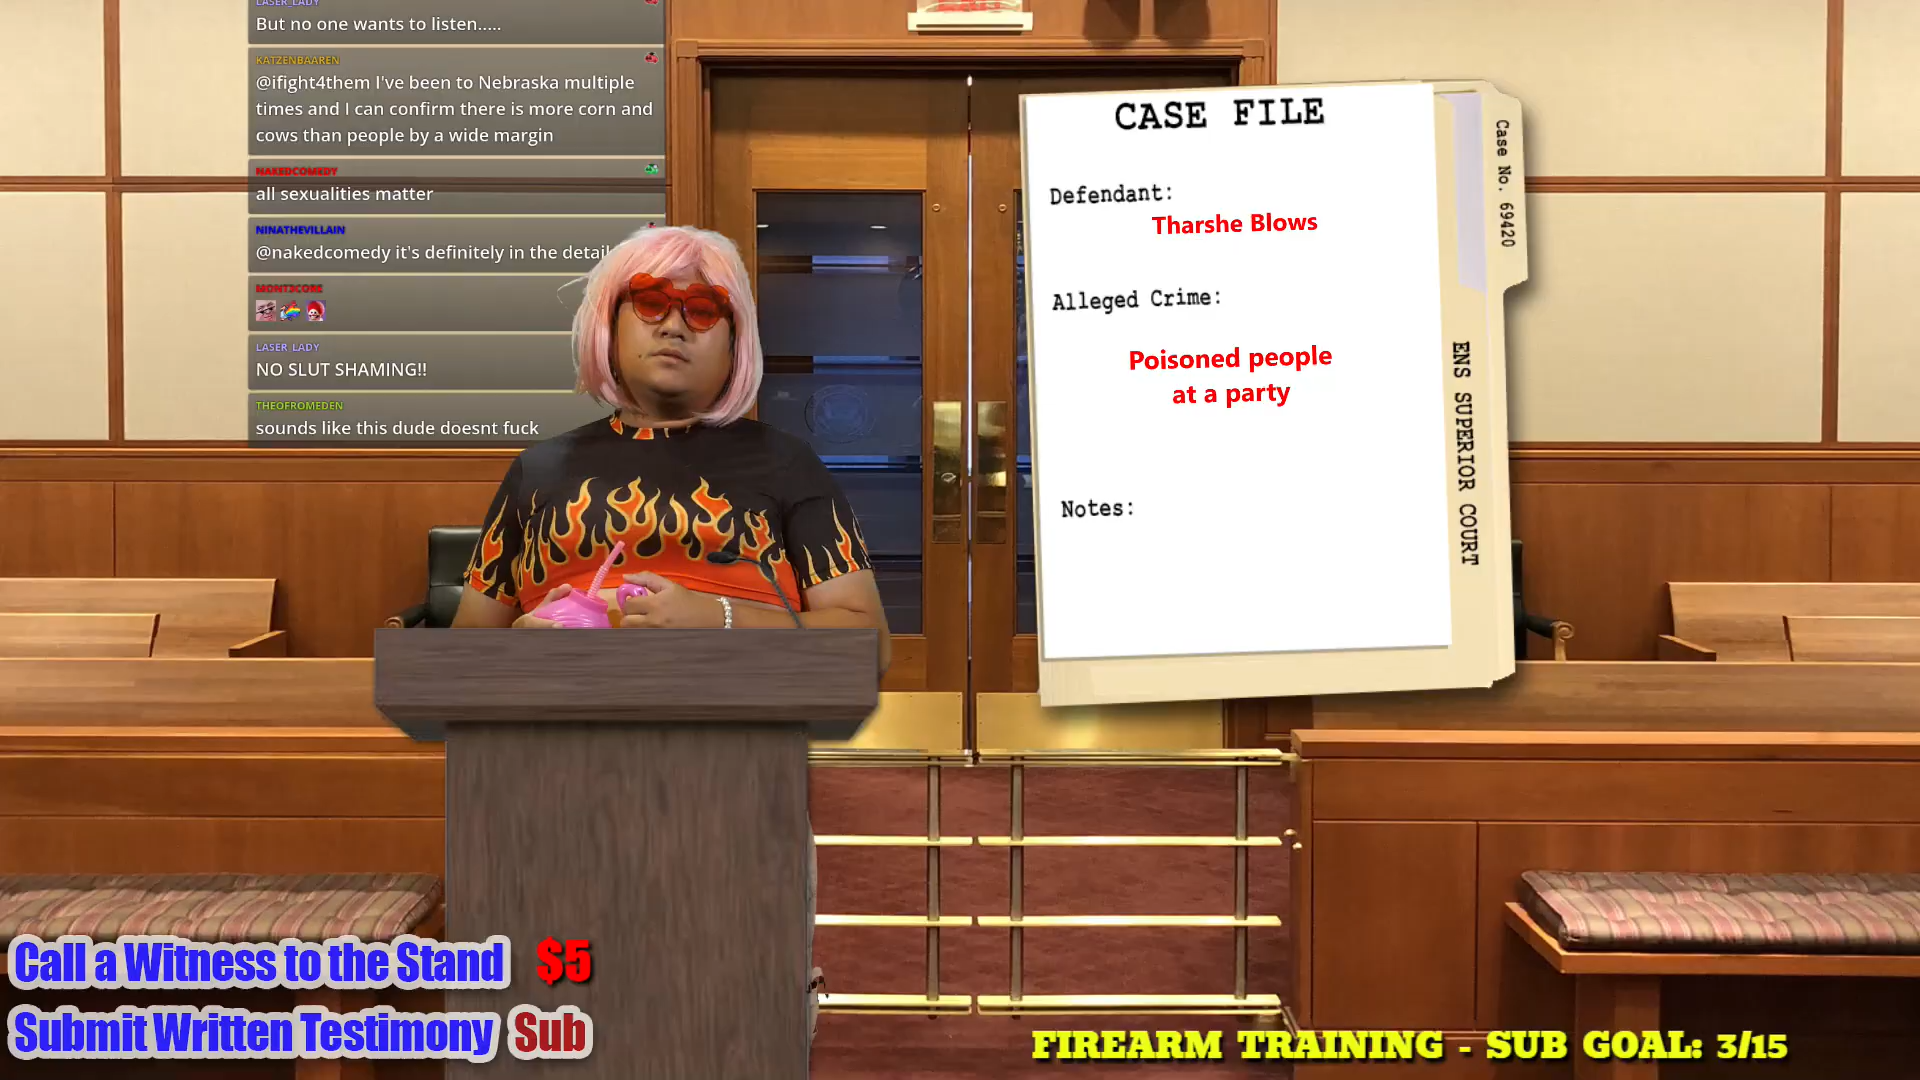 LASER_LADY
But no one wants to listen.....
KATZENBAAREN
@ifight4them I've been to Nebraska multiple
times and I can confirm there is more corn and
cows than people by a wide margin
NAKEDCOMEDY
all sexualities matter
NINATHEVILLAIN
@nakedcomedy it's definitely in the detail
MONT3CORE
LASER_LADY
NO SLUT SHAMING!!
THEOFROMEDEN
sounds like this dude doesnt fuck
CASE FILE
Defendant:
Tharshe Blows
Alleged Crime:
Poisoned people
at a party
Notes:
Case No. 69420
ENS SUPERIOR COURT
Call a Witness to the Stand $5
Submit Written Testimony Sub
FIREARM TRAINING - SUB GOAL: 3/15